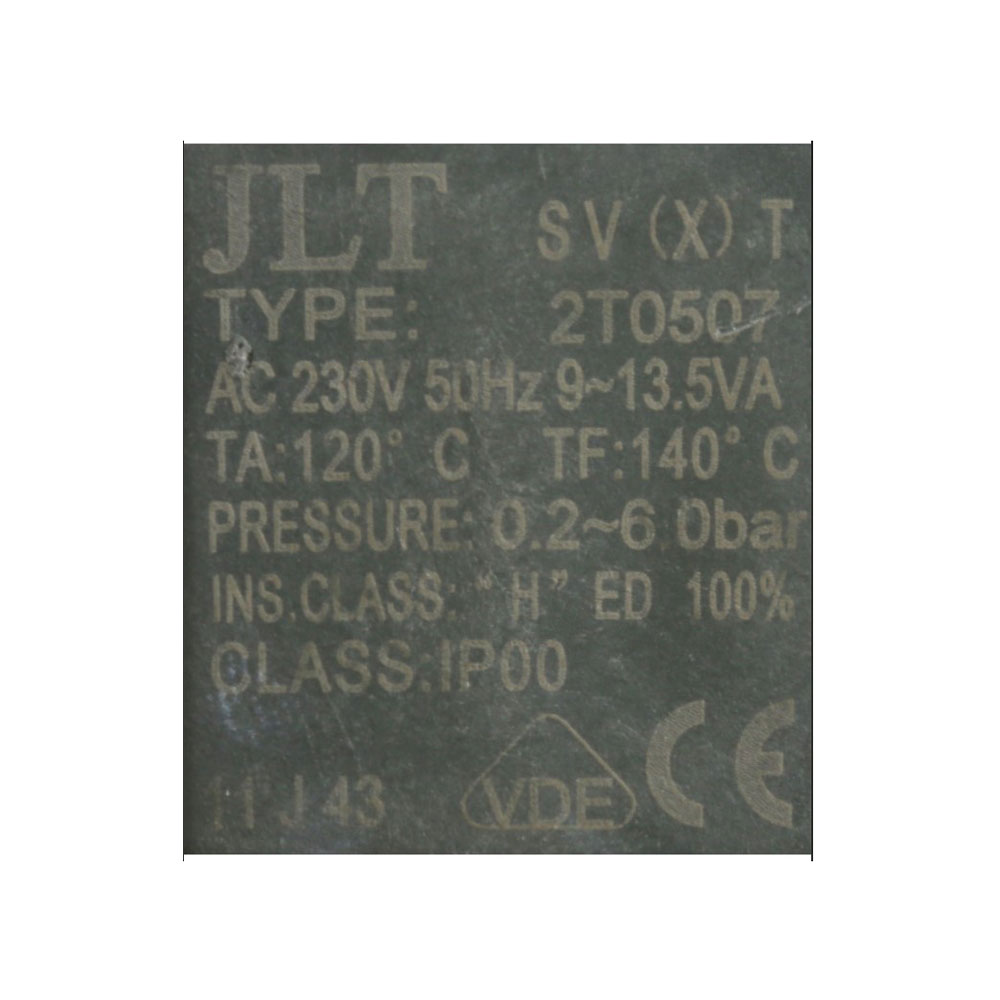 JLT SV(X)T
TYPE: 2T0507
AC 230V 50Hz 9~13.5VA
TA:120° C TF:140° C
PRESSURE: 0.2~6.0bar
INS.CLASS: “H” ED 100%
CLASS:IP00
11 J 43 VDE CE